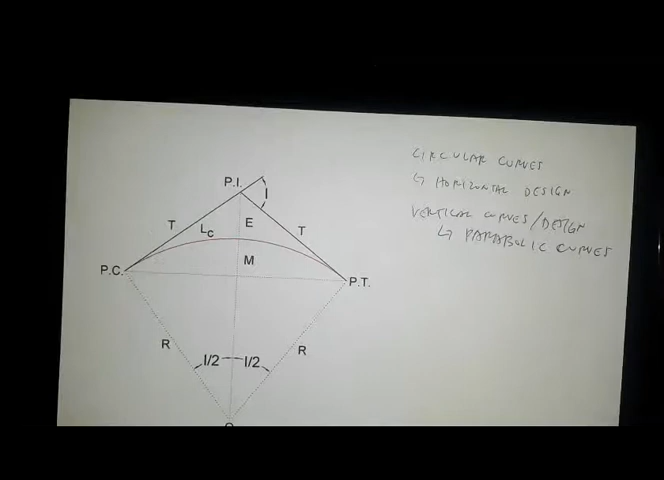 P.I.
I
T
Lc
E
T
P.C.
M
P.T.
R
I/2
I/2
R
CIRCULAR CURVES
↳ HORIZONTAL DESIGN
VERTICAL CURVES/DESIGN
↳ PARABOLIC CURVES